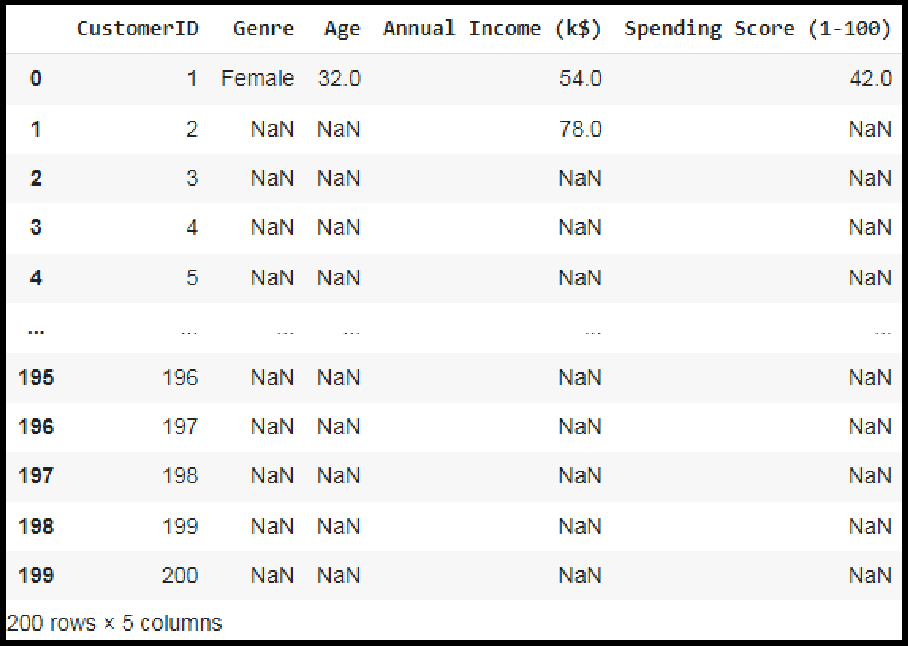 CustomerID Genre Age Annual Income (k$) Spending Score (1-100)
0 1 Female 32.0 54.0 42.0
1 2 NaN NaN 78.0 NaN
2 3 NaN NaN NaN NaN
3 4 NaN NaN NaN NaN
4 5 NaN NaN NaN NaN
... ... ... ... ... ...
195 196 NaN NaN NaN NaN
196 197 NaN NaN NaN NaN
197 198 NaN NaN NaN NaN
198 199 NaN NaN NaN NaN
199 200 NaN NaN NaN NaN
200 rows × 5 columns